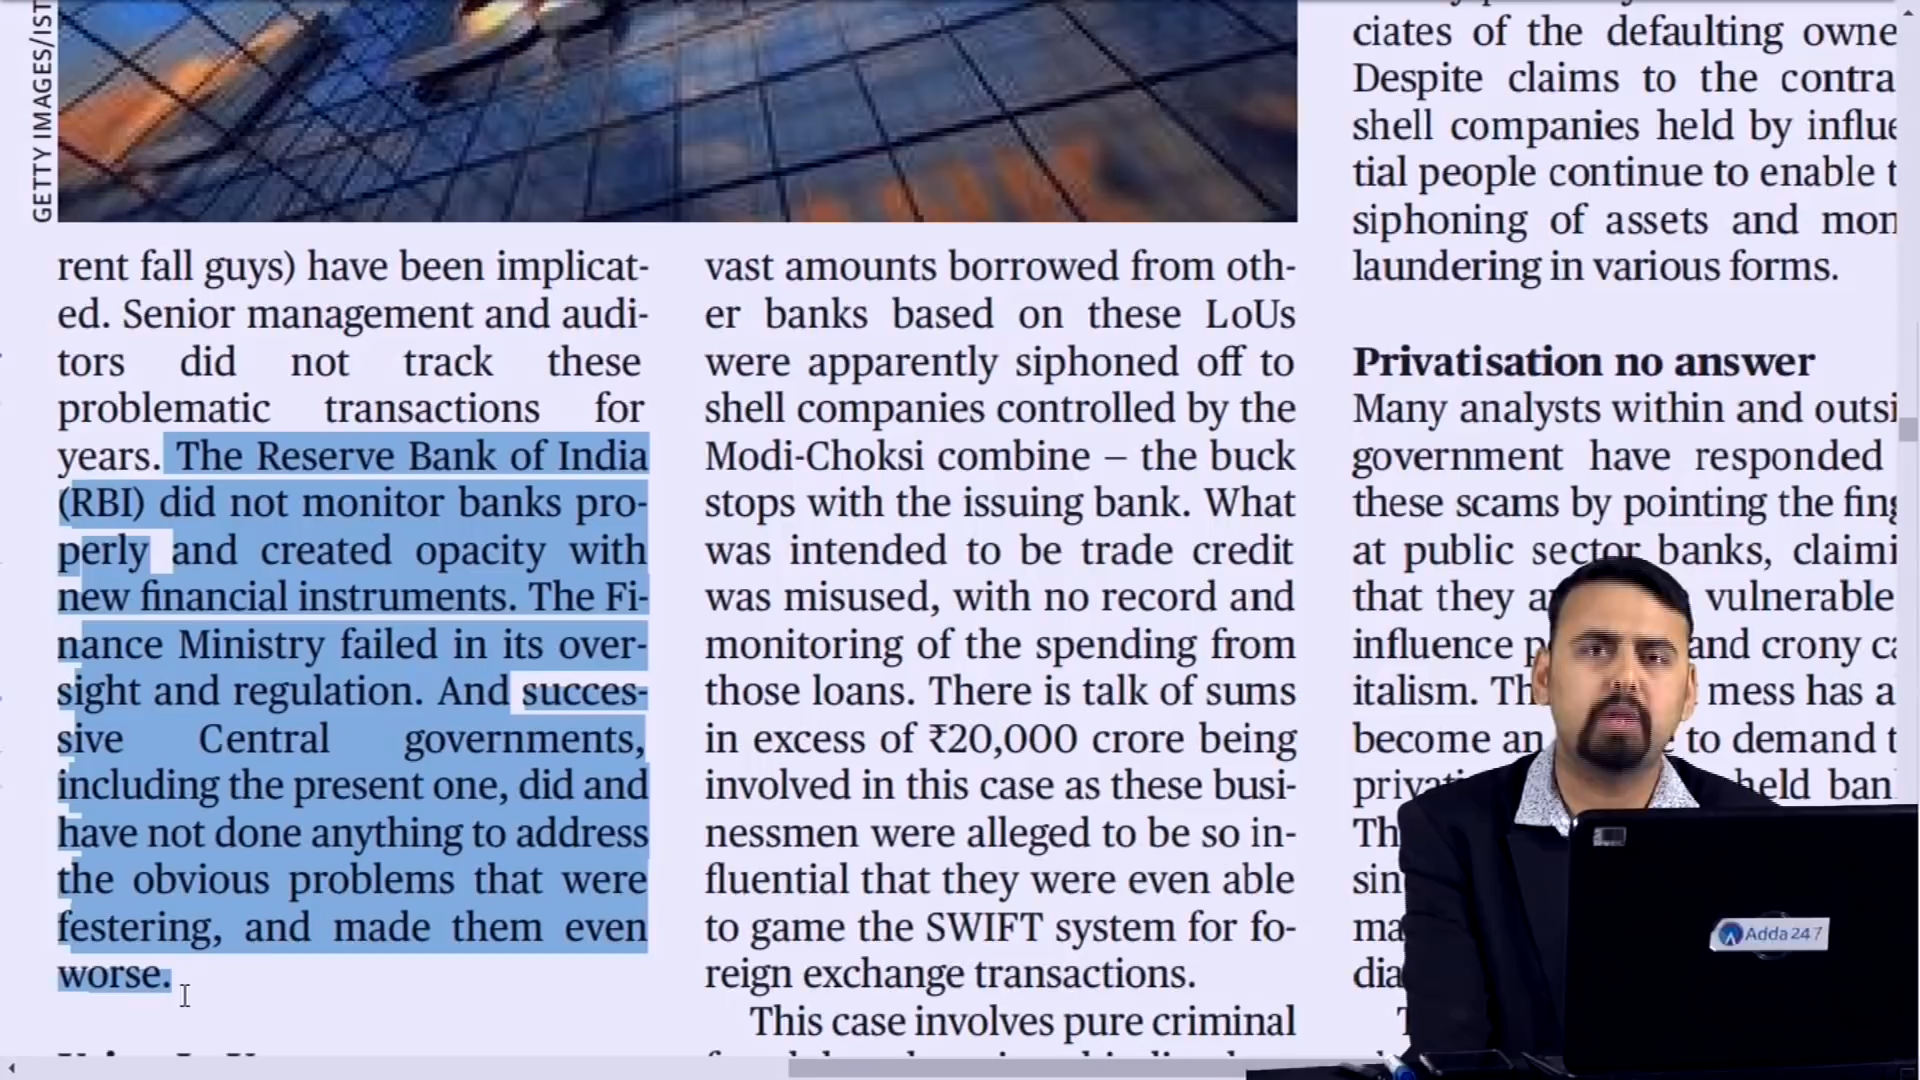 GETTY IMAGES/IST
rent fall guys) have been implicat-
ed. Senior management and audi-
tors did not track these
problematic transactions for
years. The Reserve Bank of India
(RBI) did not monitor banks pro-
perly and created opacity with
new financial instruments. The Fi-
nance Ministry failed in its over-
sight and regulation. And succes-
sive Central governments,
including the present one, did and
have not done anything to address
the obvious problems that were
festering, and made them even
worse.
vast amounts borrowed from oth-
er banks based on these LoUs
were apparently siphoned off to
shell companies controlled by the
Modi-Choksi combine – the buck
stops with the issuing bank. What
was intended to be trade credit
was misused, with no record and
monitoring of the spending from
those loans. There is talk of sums
in excess of ₹20,000 crore being
involved in this case as these busi-
nessmen were alleged to be so in-
fluential that they were even able
to game the SWIFT system for fo-
reign exchange transactions.
This case involves pure criminal
ciates of the defaulting owne
Despite claims to the contra
shell companies held by influe
tial people continue to enable t
siphoning of assets and mon
laundering in various forms.
Privatisation no answer
Many analysts within and outsi
government have responded
these scams by pointing the fing
at public sector banks, claimi
that they a vulnerable
influence p and crony ca
italism. Th mess has a
become an to demand t
privati held ban
Th
sin
ma
dia
Adda247